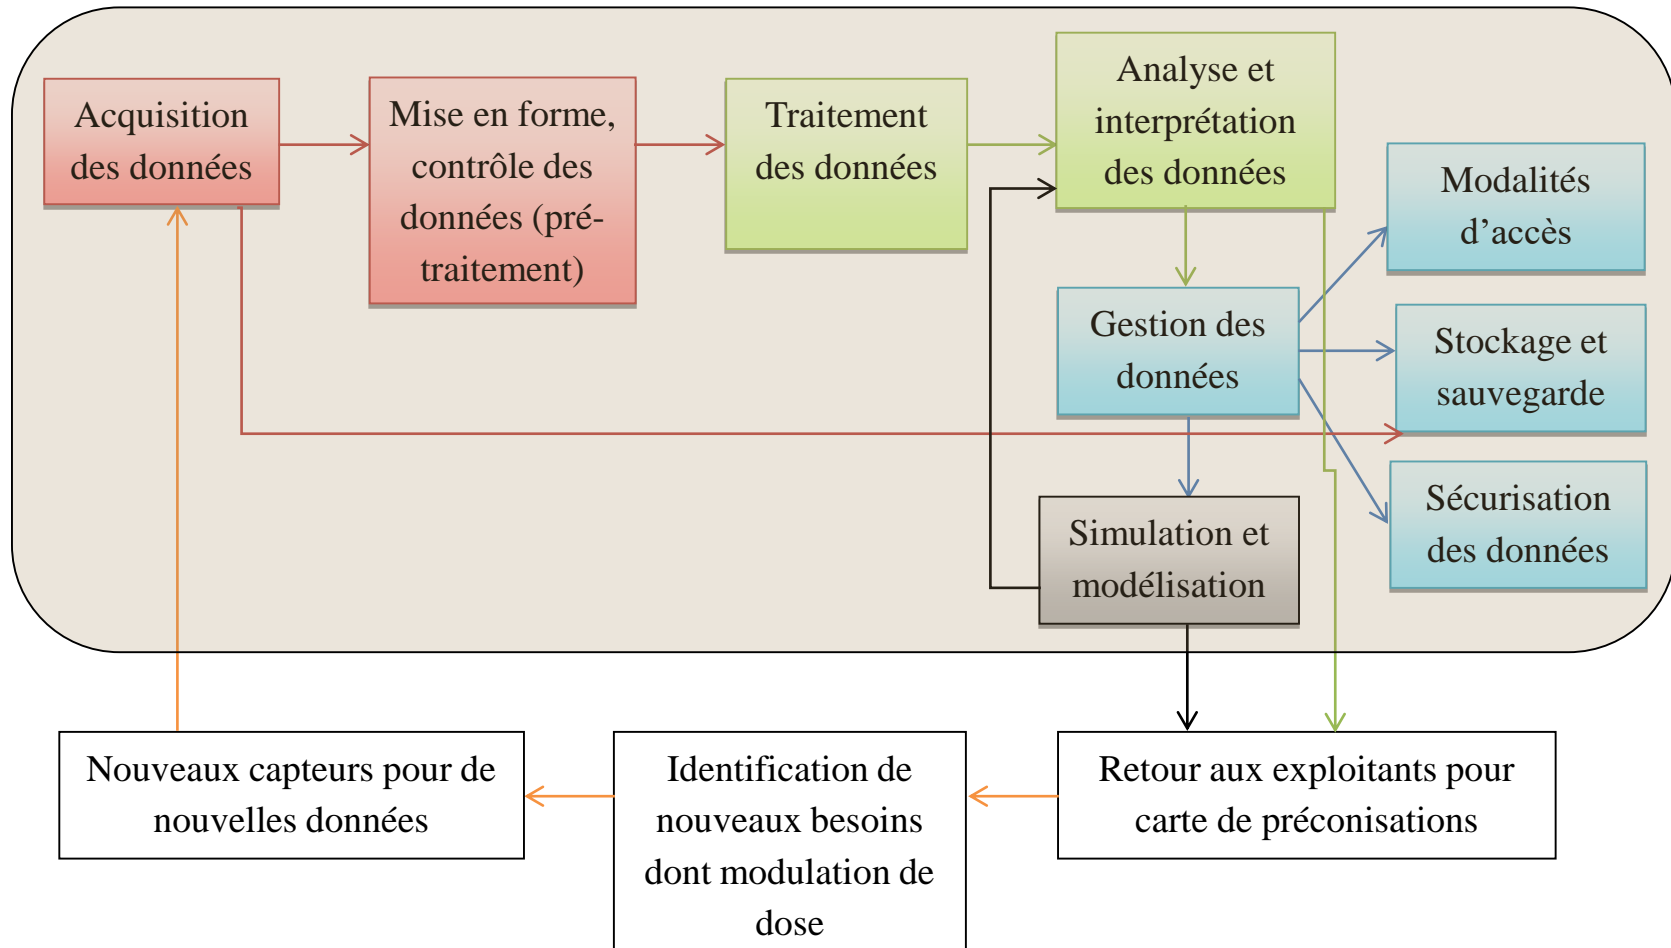 Acquisition
des données
Mise en forme,
contrôle des
données (pré-
traitement)
Traitement
des données
Analyse et
interprétation
des données
Modalités
d’accès
Gestion des
données
Stockage et
sauvegarde
Sécurisation
des données
Simulation et
modélisation
Nouveaux capteurs pour de
nouvelles données
Identification de
nouveaux besoins
dont modulation de
dose
Retour aux exploitants pour
carte de préconisations